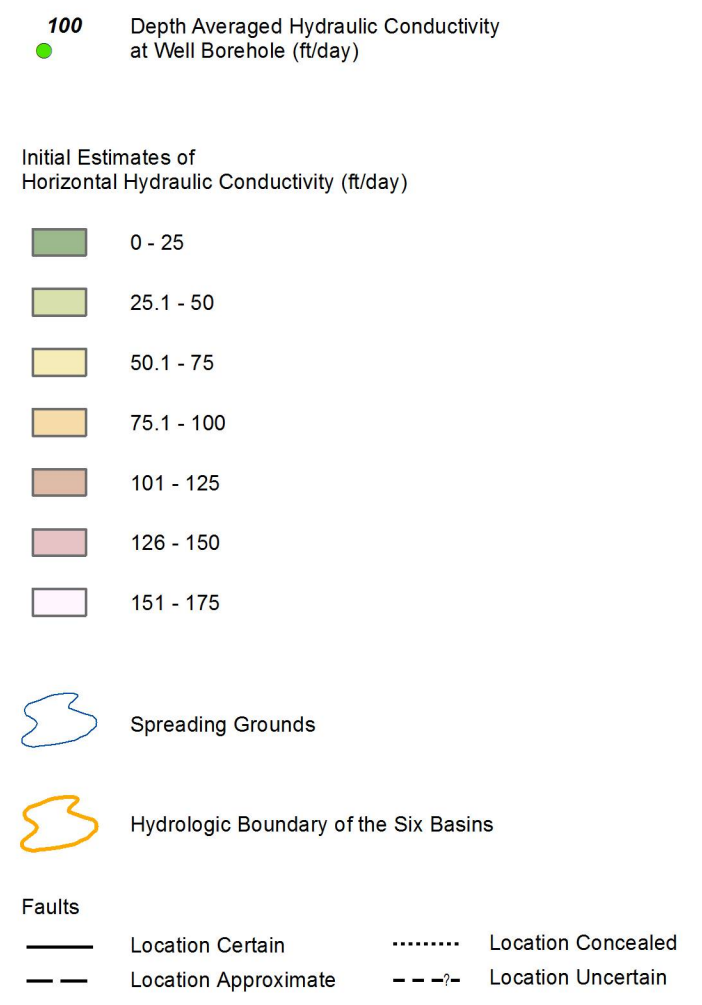 100
Depth Averaged Hydraulic Conductivity
at Well Borehole (ft/day)
Initial Estimates of
Horizontal Hydraulic Conductivity (ft/day)
0 - 25
25.1 - 50
50.1 - 75
75.1 - 100
101 - 125
126 - 150
151 - 175
Spreading Grounds
Hydrologic Boundary of the Six Basins
Faults
Location Certain
Location Concealed
Location Approximate
?
Location Uncertain